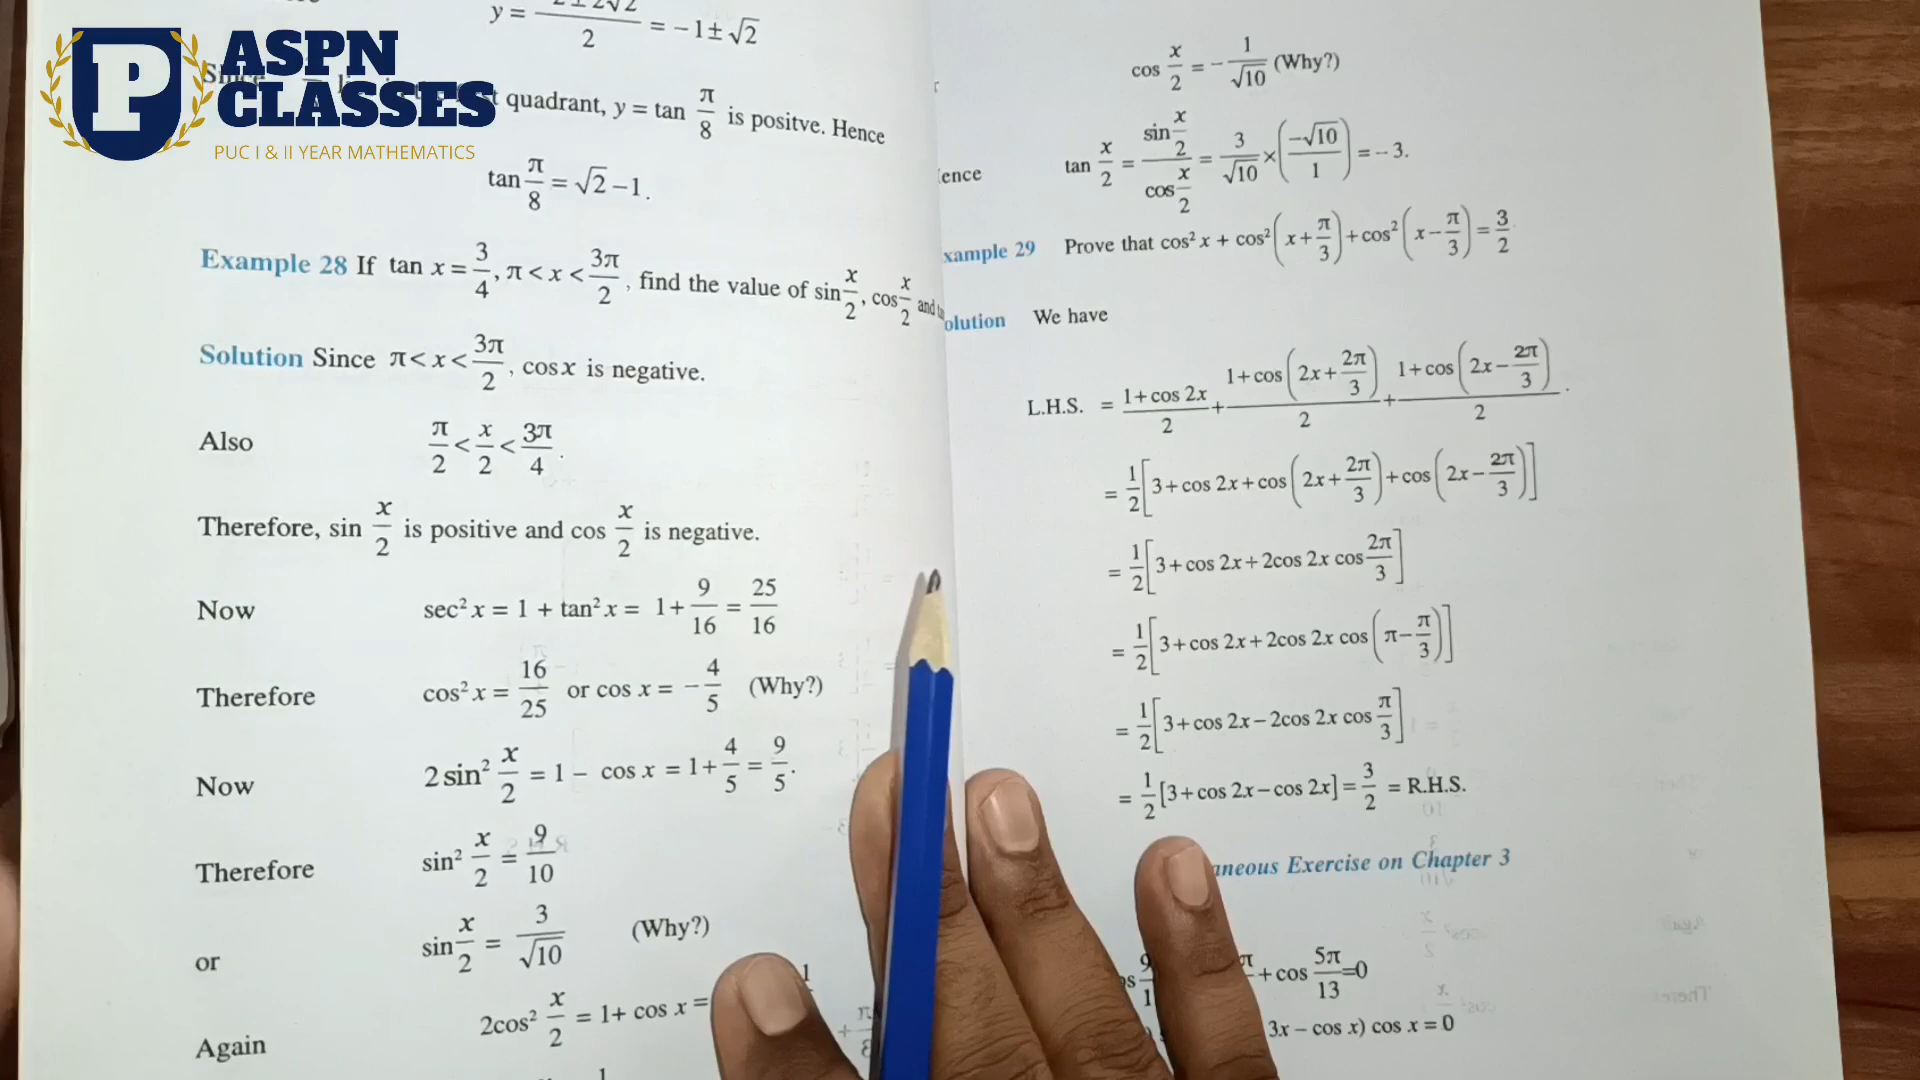 ASPN
CLASSES
PUC I & II YEAR MATHEMATICS
y = 2 = -1 ± √2
quadrant, y = tan π/8 is positve. Hence
tan π/8 = √2 - 1.
Example 28 If tan x = 3/4, π < x < 3π/2, find the value of sin x/2, cos x/2 and
Solution Since π < x < 3π/2, cos x is negative.
Also π/2 < x/2 < 3π/4.
Therefore, sin x/2 is positive and cos x/2 is negative.
Now sec² x = 1 + tan² x = 1 + 9/16 = 25/16
Therefore cos² x = 16/25 or cos x = - 4/5 (Why?)
Now 2 sin² x/2 = 1 - cos x = 1 + 4/5 = 9/5.
Therefore sin² x/2 = 9/10
or sin x/2 = 3/√10 (Why?)
Again 2cos² x/2 = 1 + cos x =
cos x/2 = - 1/√10 (Why?)
ence tan x/2 = sin x/2 / cos x/2 = 3/√10 × (-√10/1) = - 3.
xample 29 Prove that cos² x + cos² (x + π/3) + cos² (x - π/3) = 3/2
olution We have
L.H.S. = 1 + cos 2x/2 + 1 + cos (2x + 2π/3)/2 + 1 + cos (2x - 2π/3)/2 .
= 1/2 [3 + cos 2x + cos (2x + 2π/3) + cos (2x - 2π/3)]
= 1/2 [3 + cos 2x + 2cos 2x cos 2π/3]
= 1/2 [3 + cos 2x + 2cos 2x cos (π - π/3)]
= 1/2 [3 + cos 2x - 2cos 2x cos π/3]
= 1/2 [3 + cos 2x - cos 2x] = 3/2 = R.H.S.
aneous Exercise on Chapter 3
+ cos 5π/13 =0
3x - cos x) cos x = 0